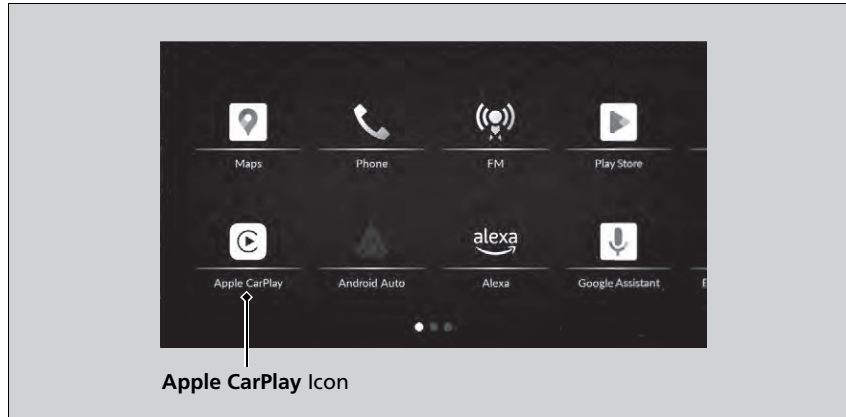 Maps Phone FM Play Store
alexa
Apple CarPlay Android Auto Alexa Google Assistant
Apple CarPlay Icon